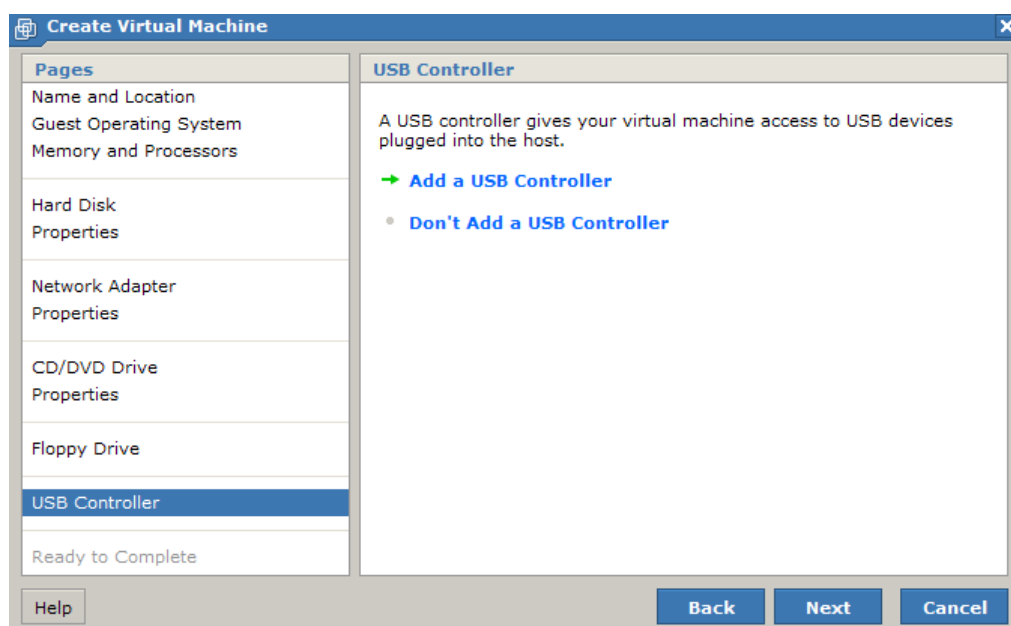 Create Virtual Machine
Pages
Name and Location
Guest Operating System
Memory and Processors
Hard Disk
Properties
Network Adapter
Properties
CD/DVD Drive
Properties
Floppy Drive
USB Controller
Ready to Complete
USB Controller
A USB controller gives your virtual machine access to USB devices
plugged into the host.
Add a USB Controller
Don't Add a USB Controller
Help
Back
Next
Cancel